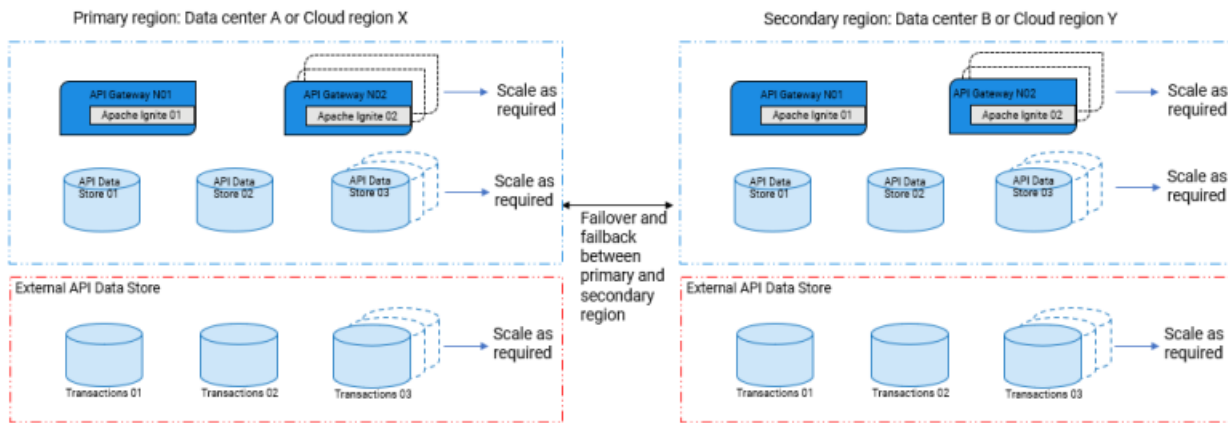 Primary region: Data center A or Cloud region X
API Gateway N01
Apache Ignite 01
API Gateway N02
Apache Ignite 02
Scale as
required
API Data
Store 01
API Data
Store 02
API Data
Store 03
Scale as
required
External API Data Store
Transactions 01
Transactions 02
Transactions 03
Scale as
required
Failover and
failback
between
primary and
secondary
region
Secondary region: Data center B or Cloud region Y
API Gateway N01
Apache Ignite 01
API Gateway N02
Apache Ignite 02
Scale as
required
API Data
Store 01
API Data
Store 02
API Data
Store 03
Scale as
required
External API Data Store
Transactions 01
Transactions 02
Transactions 03
Scale as
required